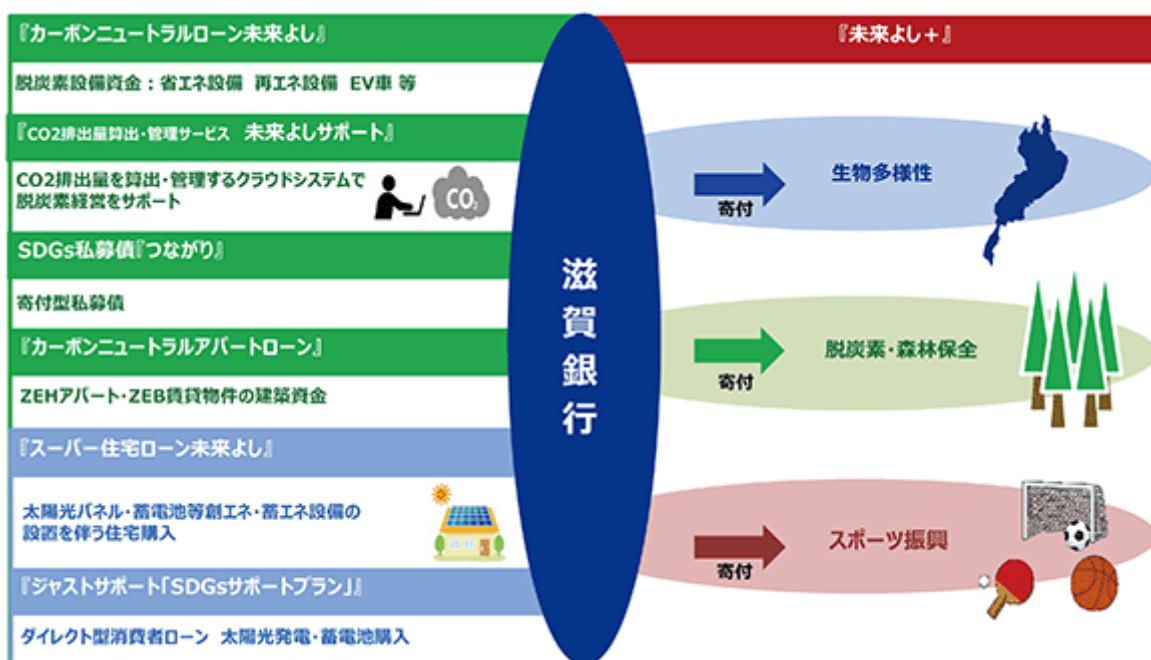 『カーボンニュートラルローン未来よし』
脱炭素設備資金：省エネ設備 再エネ設備 EV車 等
『CO2排出量算出・管理サービス 未来よしサポート』
CO2排出量を算出・管理するクラウドシステムで
脱炭素経営をサポート
CO2
SDGs私募債『つながり』
寄付型私募債
『カーボンニュートラルアパートローン』
ZEHアパート・ZEB賃貸物件の建築資金
『スーパー住宅ローン未来よし』
太陽光パネル・蓄電池等創エネ・蓄エネ設備の
設置を伴う住宅購入
『ジャストサポート「SDGsサポートプラン」』
ダイレクト型消費者ローン 太陽光発電・蓄電池購入
滋賀銀行
『未来よし＋』
寄付
生物多様性
寄付
脱炭素・森林保全
寄付
スポーツ振興